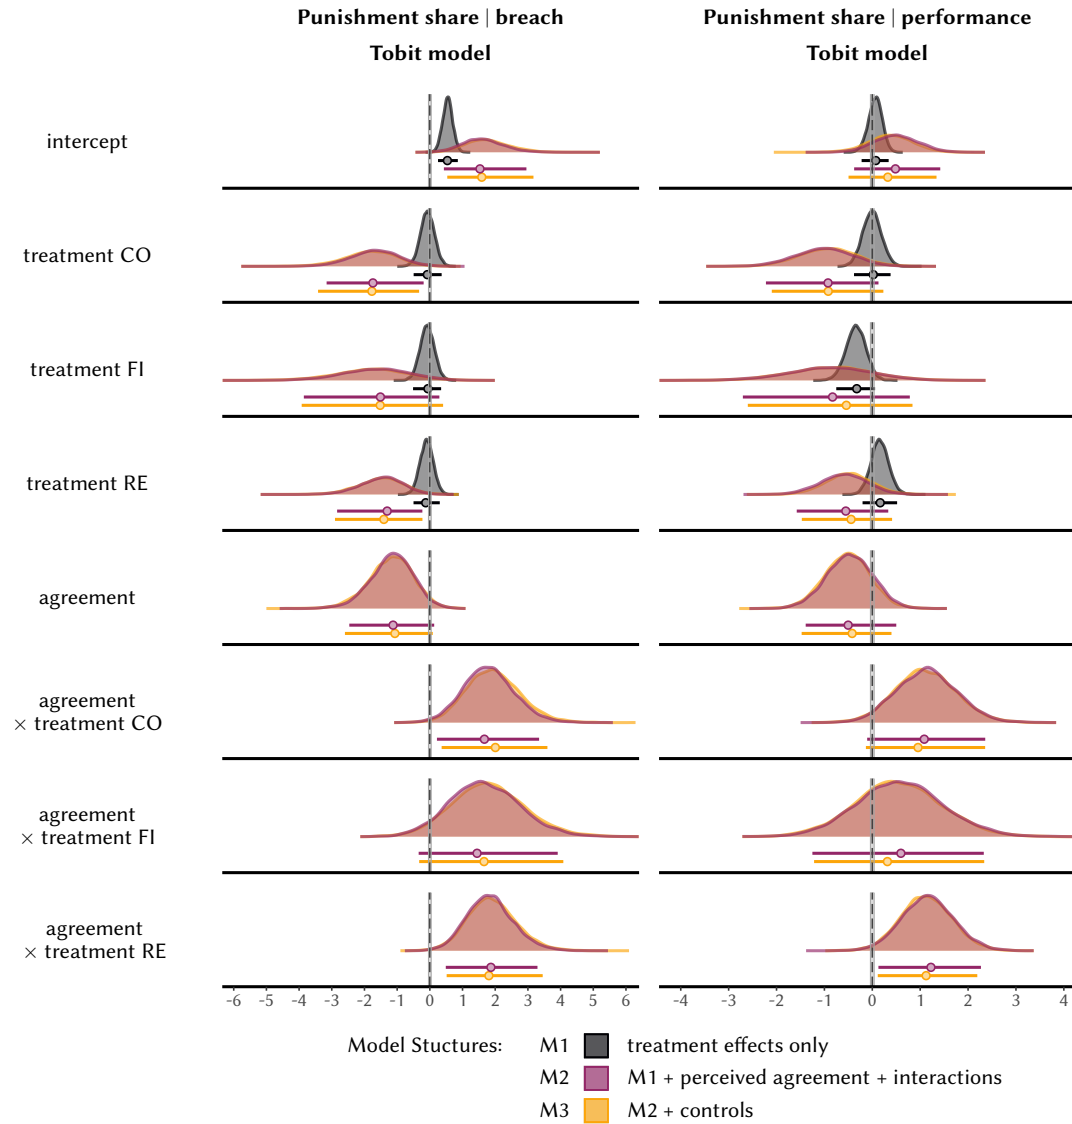 Punishment share | breach
Tobit model
Punishment share | performance
Tobit model
intercept
treatment CO
treatment FI
treatment RE
agreement
agreement
× treatment CO
agreement
× treatment FI
agreement
× treatment RE
-6 -5 -4 -3 -2 -1 0 1 2 3 4 5 6
-4 -3 -2 -1 0 1 2 3 4
Model Stuctures:
M1 treatment effects only
M2 M1 + perceived agreement + interactions
M3 M2 + controls